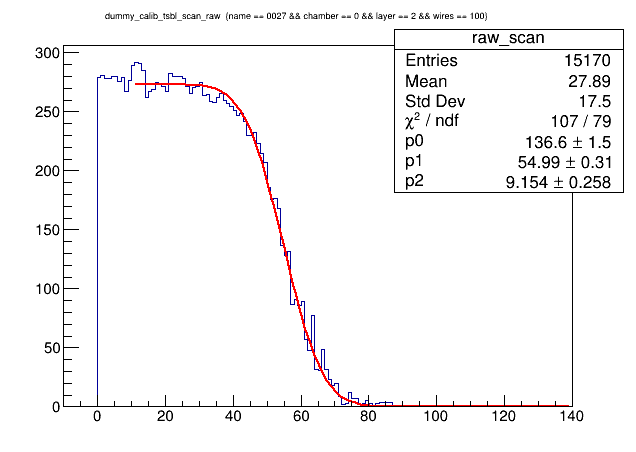 dummy_calib_tsbl_scan_raw (name == 0027 && chamber == 0 && layer == 2 && wires == 100)
raw_scan
Entries 15170
Mean 27.89
Std Dev 17.5
χ² / ndf 107 / 79
p0 136.6 ± 1.5
p1 54.99 ± 0.31
p2 9.154 ± 0.258
300
250
200
150
100
50
0
0 20 40 60 80 100 120 140